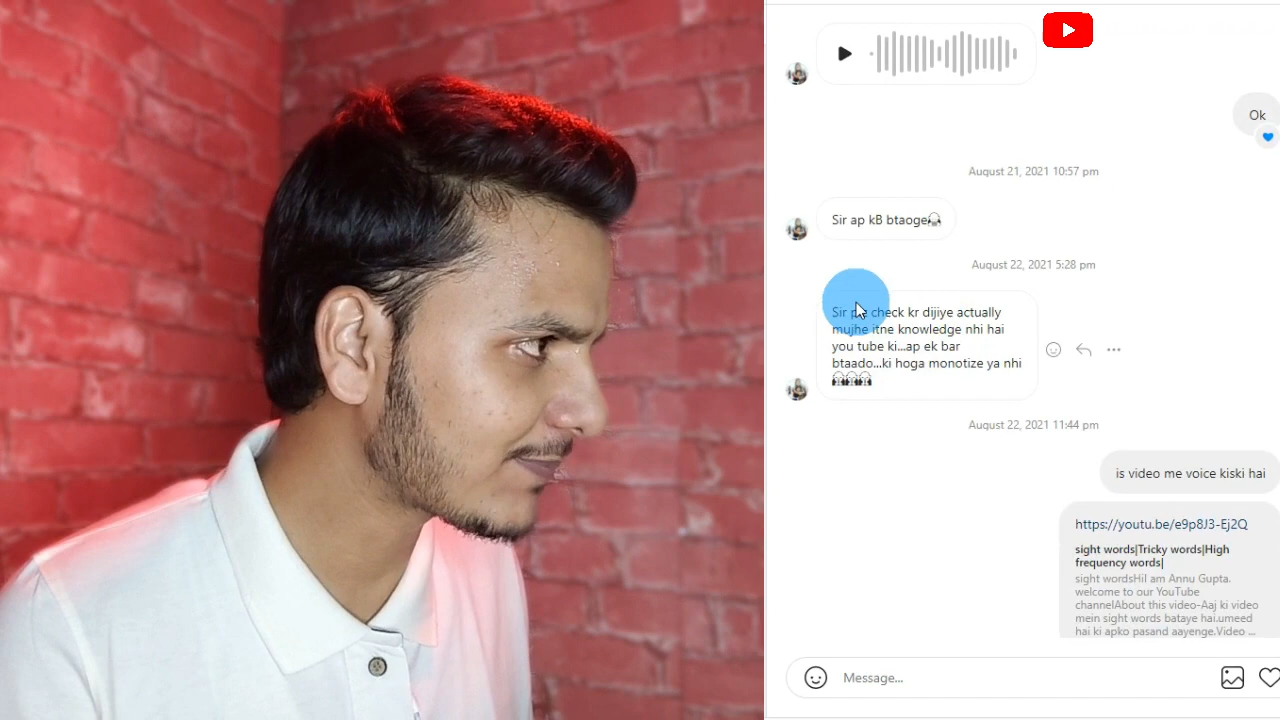 Ok
August 21, 2021 10:57 pm
Sir ap kB btaoge
August 22, 2021 5:28 pm
Sir plz check kr dijiye actually
mujhe itne knowledge nhi hai
you tube ki...ap ek bar
btaado...ki hoga monotize ya nhi
August 22, 2021 11:44 pm
is video me voice kiski hai
https://youtu.be/e9p8J3-Ej2Q
sight words|Tricky words|High
frequency words|
sight wordsHiI am Annu Gupta.
welcome to our YouTube
channelAbout this video-Aaj ki video
mein sight words bataye hai.umeed
hai ki apko pasand aayenge.Video ...
Message...